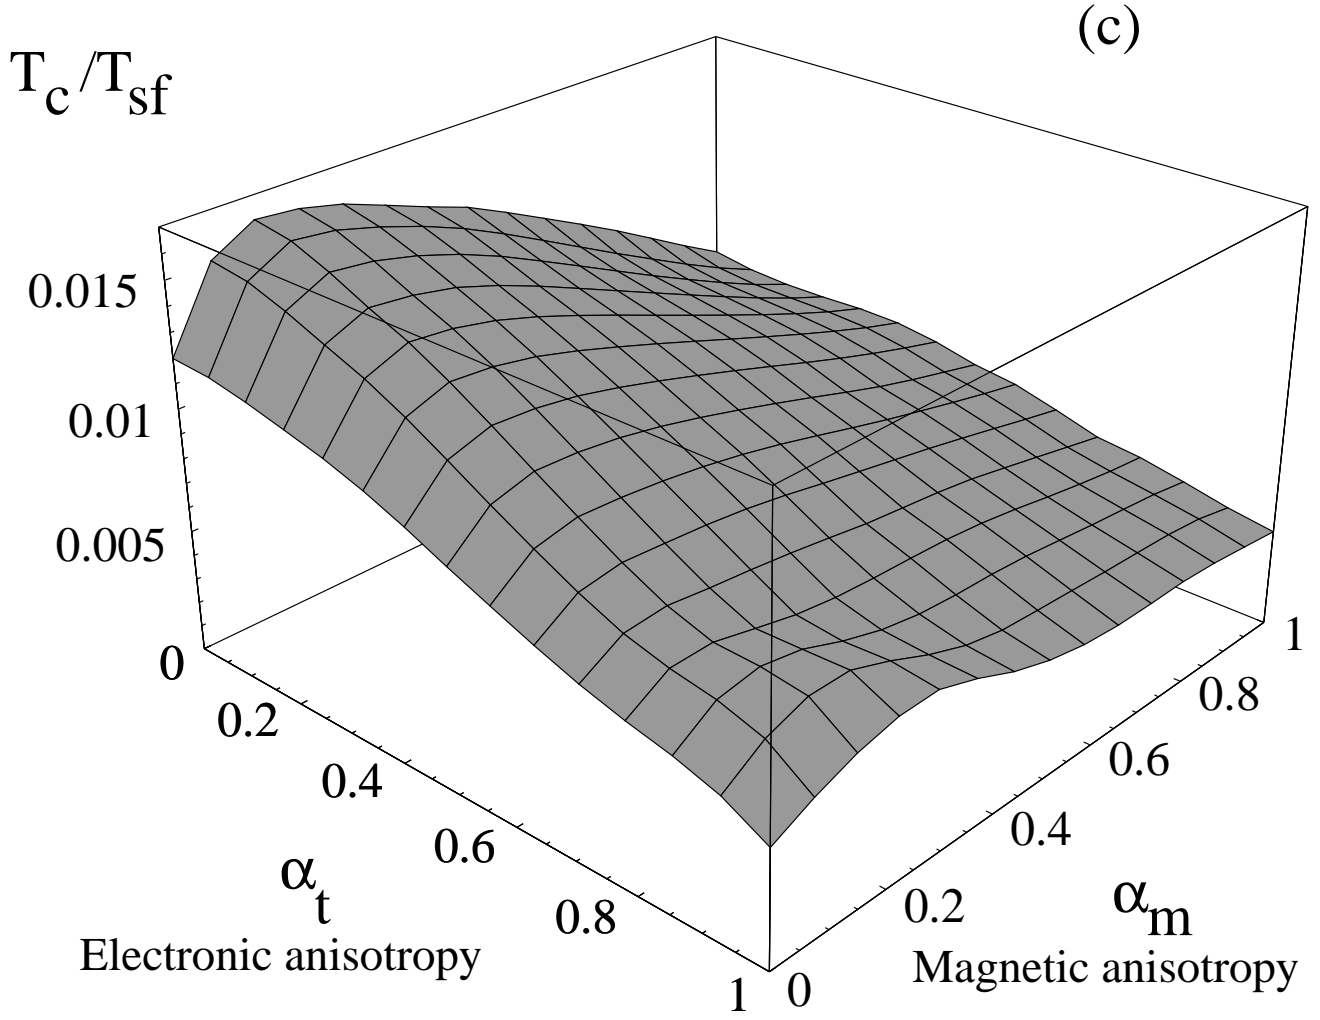 (c)
T_c/T_sf
0.015
0.01
0.005
0
0.2
0.4
0.6
0.8
1
α_t
Electronic anisotropy
0
0.2
0.4
0.6
0.8
1
α_m
Magnetic anisotropy